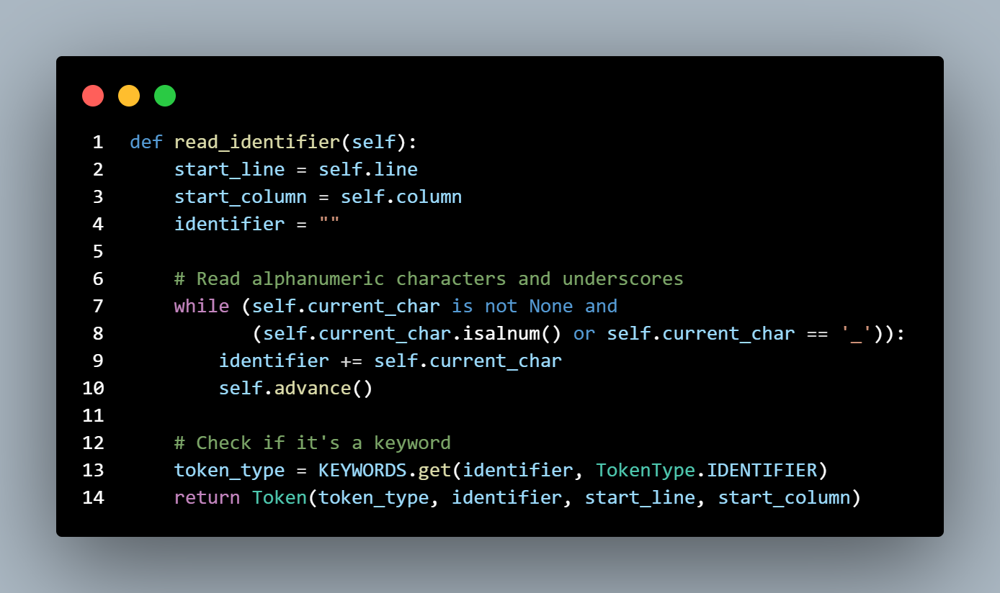 1 def read_identifier(self):
2     start_line = self.line
3     start_column = self.column
4     identifier = ""
5
6     # Read alphanumeric characters and underscores
7     while (self.current_char is not None and
8            (self.current_char.isalnum() or self.current_char == '_')):
9         identifier += self.current_char
10         self.advance()
11
12     # Check if it's a keyword
13     token_type = KEYWORDS.get(identifier, TokenType.IDENTIFIER)
14     return Token(token_type, identifier, start_line, start_column)